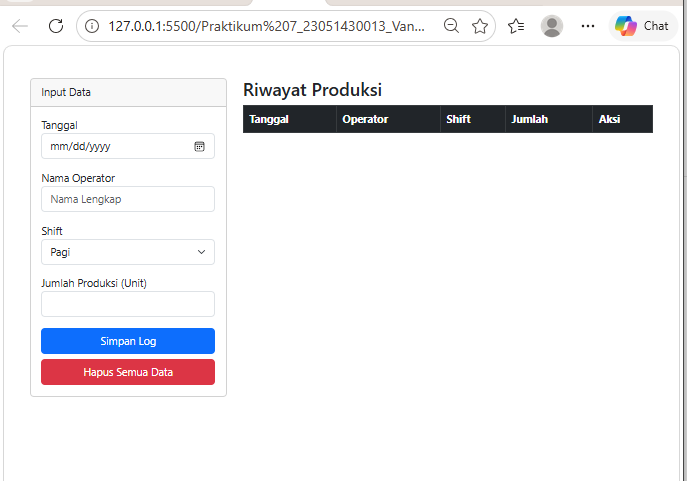 127.0.0.1:5500/Praktikum%207_23051430013_Van...
Chat
Input Data
Tanggal
mm/dd/yyyy
Nama Operator
Nama Lengkap
Shift
Pagi
Jumlah Produksi (Unit)
Simpan Log
Hapus Semua Data
Riwayat Produksi
Tanggal Operator Shift Jumlah Aksi